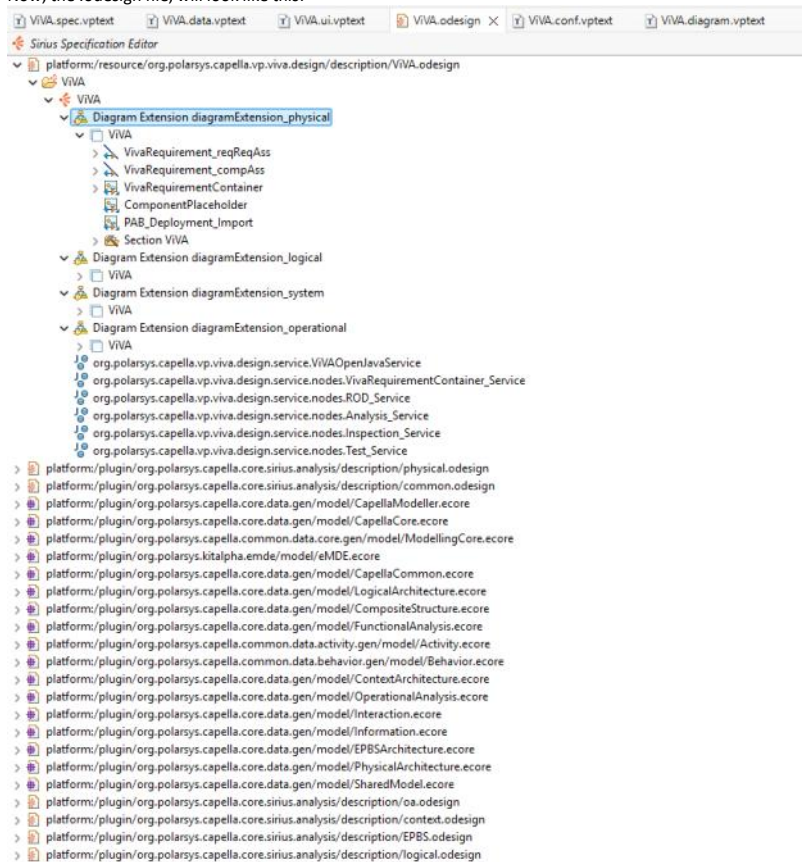 Now, the .odesign file, will look like this:
ViVA.spec.vptext ViVA.data.vptext ViVA.ui.vptext ViVA.odesign ViVA.conf.vptext ViVA.diagram.vptext
Sirius Specification Editor
platform:/resource/org.polarsys.capella.vp.viva.design/description/ViVA.odesign
ViVA
ViVA
Diagram Extension diagramExtension_physical
ViVA
VivaRequirement_reqReqAss
VivaRequirement_compAss
VivaRequirementContainer
ComponentPlaceholder
PAB_Deployment_Import
Section ViVA
Diagram Extension diagramExtension_logical
ViVA
Diagram Extension diagramExtension_system
ViVA
Diagram Extension diagramExtension_operational
ViVA
org.polarsys.capella.vp.viva.design.service.ViVAOpenJavaService
org.polarsys.capella.vp.viva.design.service.nodes.VivaRequirementContainer_Service
org.polarsys.capella.vp.viva.design.service.nodes.ROD_Service
org.polarsys.capella.vp.viva.design.service.nodes.Analysis_Service
org.polarsys.capella.vp.viva.design.service.nodes.Inspection_Service
org.polarsys.capella.vp.viva.design.service.nodes.Test_Service
platform:/plugin/org.polarsys.capella.core.sirius.analysis/description/physical.odesign
platform:/plugin/org.polarsys.capella.core.sirius.analysis/description/common.odesign
platform:/plugin/org.polarsys.capella.core.data.gen/model/CapellaModeller.ecore
platform:/plugin/org.polarsys.capella.core.data.gen/model/CapellaCore.ecore
platform:/plugin/org.polarsys.capella.common.data.core.gen/model/ModellingCore.ecore
platform:/plugin/org.polarsys.kitalpha.emde/model/eMDE.ecore
platform:/plugin/org.polarsys.capella.core.data.gen/model/CapellaCommon.ecore
platform:/plugin/org.polarsys.capella.core.data.gen/model/LogicalArchitecture.ecore
platform:/plugin/org.polarsys.capella.core.data.gen/model/CompositeStructure.ecore
platform:/plugin/org.polarsys.capella.core.data.gen/model/FunctionalAnalysis.ecore
platform:/plugin/org.polarsys.capella.common.data.activity.gen/model/Activity.ecore
platform:/plugin/org.polarsys.capella.common.data.behavior.gen/model/Behavior.ecore
platform:/plugin/org.polarsys.capella.core.data.gen/model/ContextArchitecture.ecore
platform:/plugin/org.polarsys.capella.core.data.gen/model/OperationalAnalysis.ecore
platform:/plugin/org.polarsys.capella.core.data.gen/model/Interaction.ecore
platform:/plugin/org.polarsys.capella.core.data.gen/model/Information.ecore
platform:/plugin/org.polarsys.capella.core.data.gen/model/EPBSArchitecture.ecore
platform:/plugin/org.polarsys.capella.core.data.gen/model/PhysicalArchitecture.ecore
platform:/plugin/org.polarsys.capella.core.data.gen/model/SharedModel.ecore
platform:/plugin/org.polarsys.capella.core.sirius.analysis/description/oa.odesign
platform:/plugin/org.polarsys.capella.core.sirius.analysis/description/context.odesign
platform:/plugin/org.polarsys.capella.core.sirius.analysis/description/EPBS.odesign
platform:/plugin/org.polarsys.capella.core.sirius.analysis/description/logical.odesign